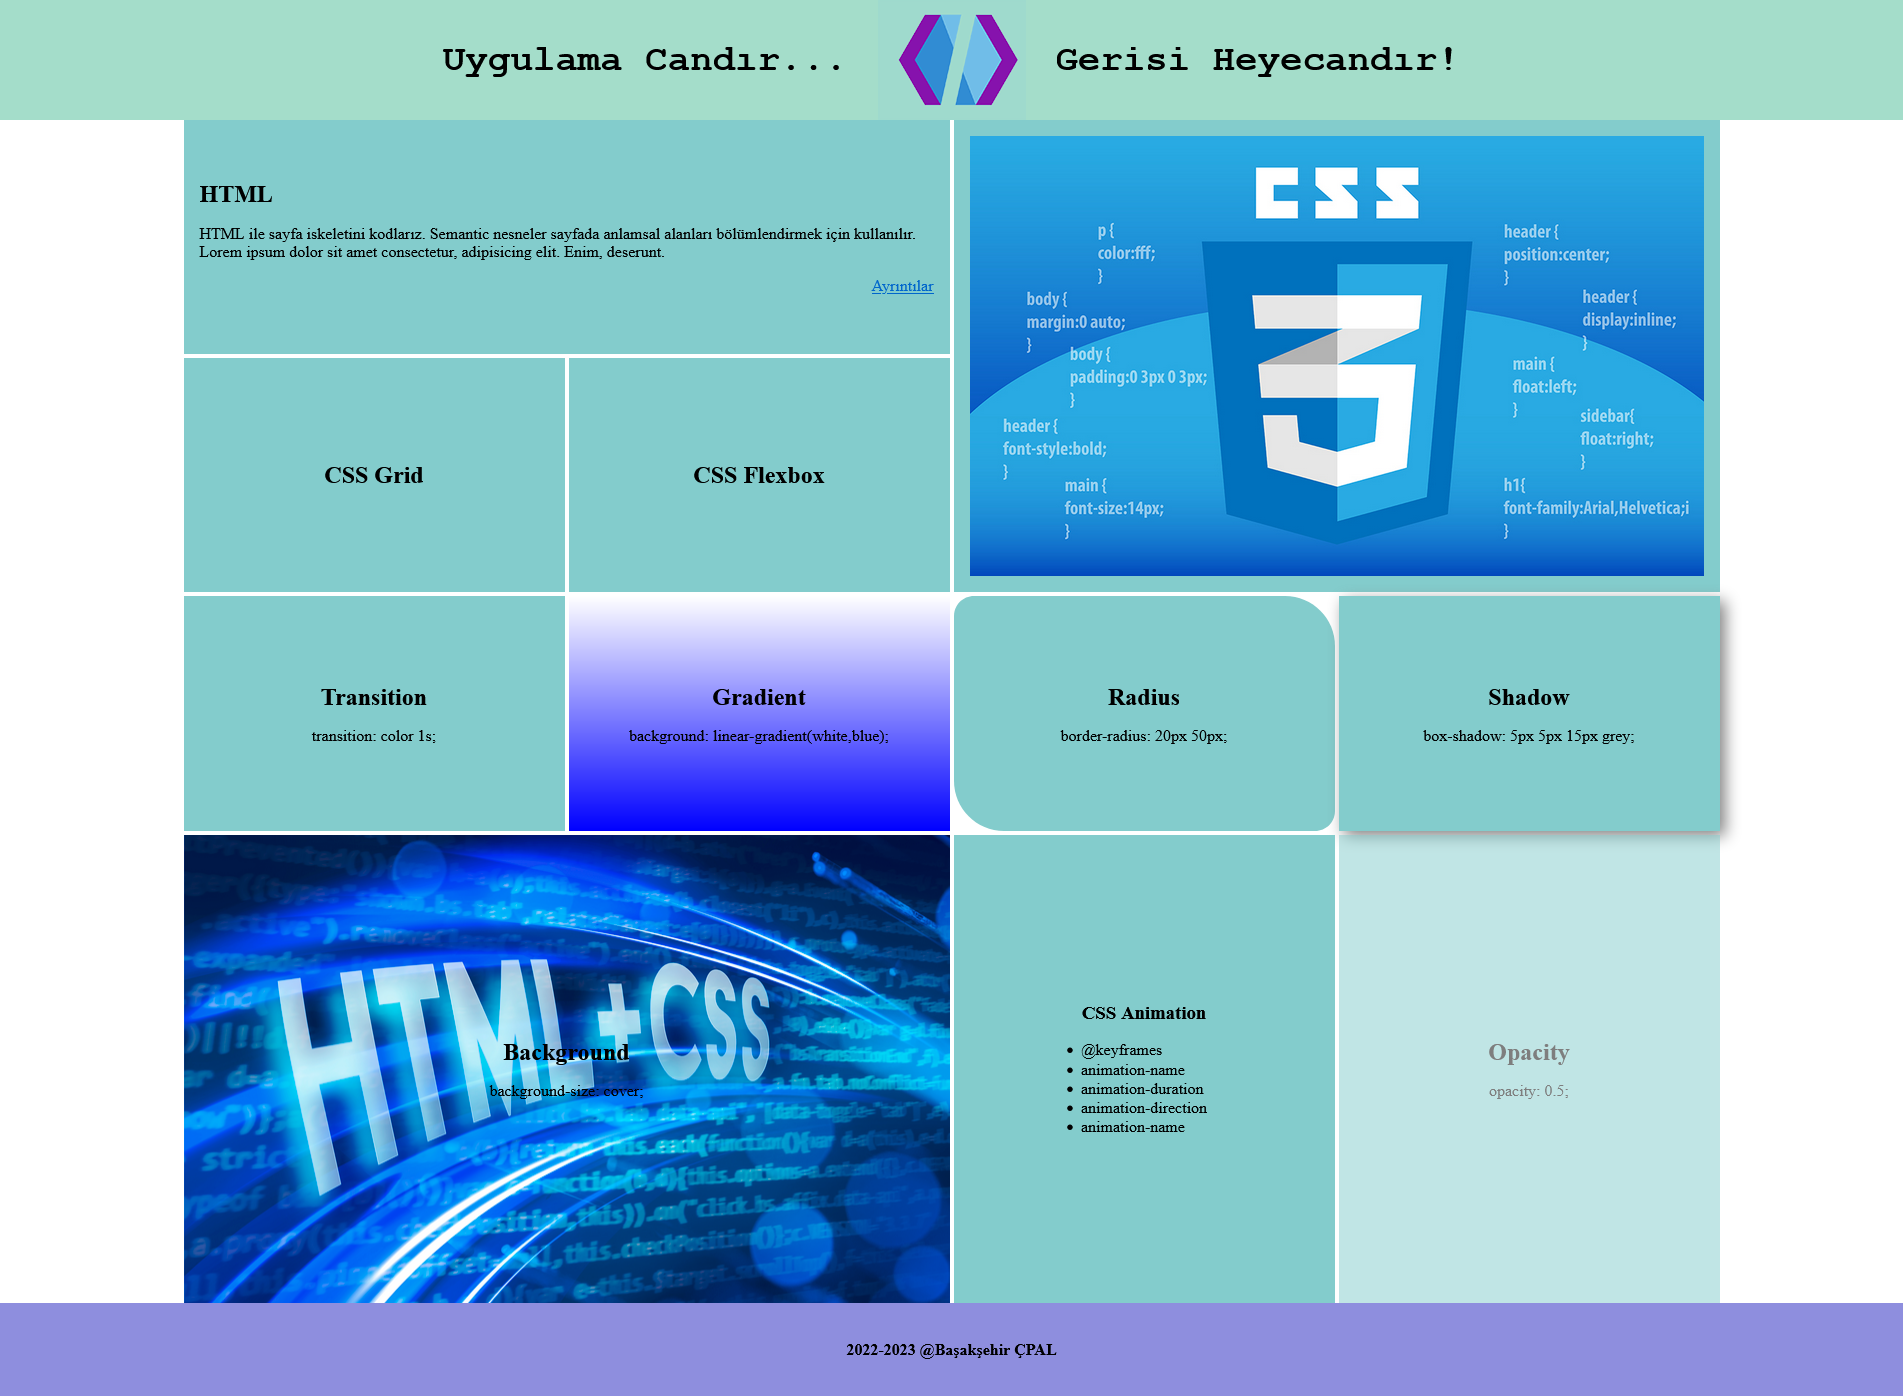 Uygulama Candır...
Gerisi Heyecandır!
HTML
HTML ile sayfa iskeletini kodlarız. Semantic nesneler sayfada anlamsal alanları bölümlendirmek için kullanılır.
Lorem ipsum dolor sit amet consectetur, adipisicing elit. Enim, deserunt.
Ayrıntılar
CSS
p {
color:fff;
}
body {
margin:0 auto;
}
body {
padding:0 3px 0 3px;
}
header {
font-style:bold;
}
main {
font-size:14px;
}
header {
position:center;
}
header {
display:inline;
}
main {
float:left;
}
sidebar{
float:right;
}
h1{
font-family:Arial,Helvetica;i
}
CSS Grid
CSS Flexbox
Transition
transition: color 1s;
Gradient
background: linear-gradient(white,blue);
Radius
border-radius: 20px 50px;
Shadow
box-shadow: 5px 5px 15px grey;
HTML+CSS
Background
background-size: cover;
CSS Animation
• @keyframes
• animation-name
• animation-duration
• animation-direction
• animation-name
Opacity
opacity: 0.5;
2022-2023 @Başakşehir ÇPAL